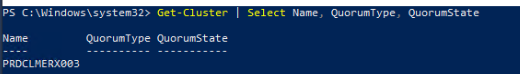 PS C:\Windows\system32> Get-Cluster | Select Name, QuorumType, QuorumState
Name QuorumType QuorumState
---- ---------- -----------
PRDCLMERX003